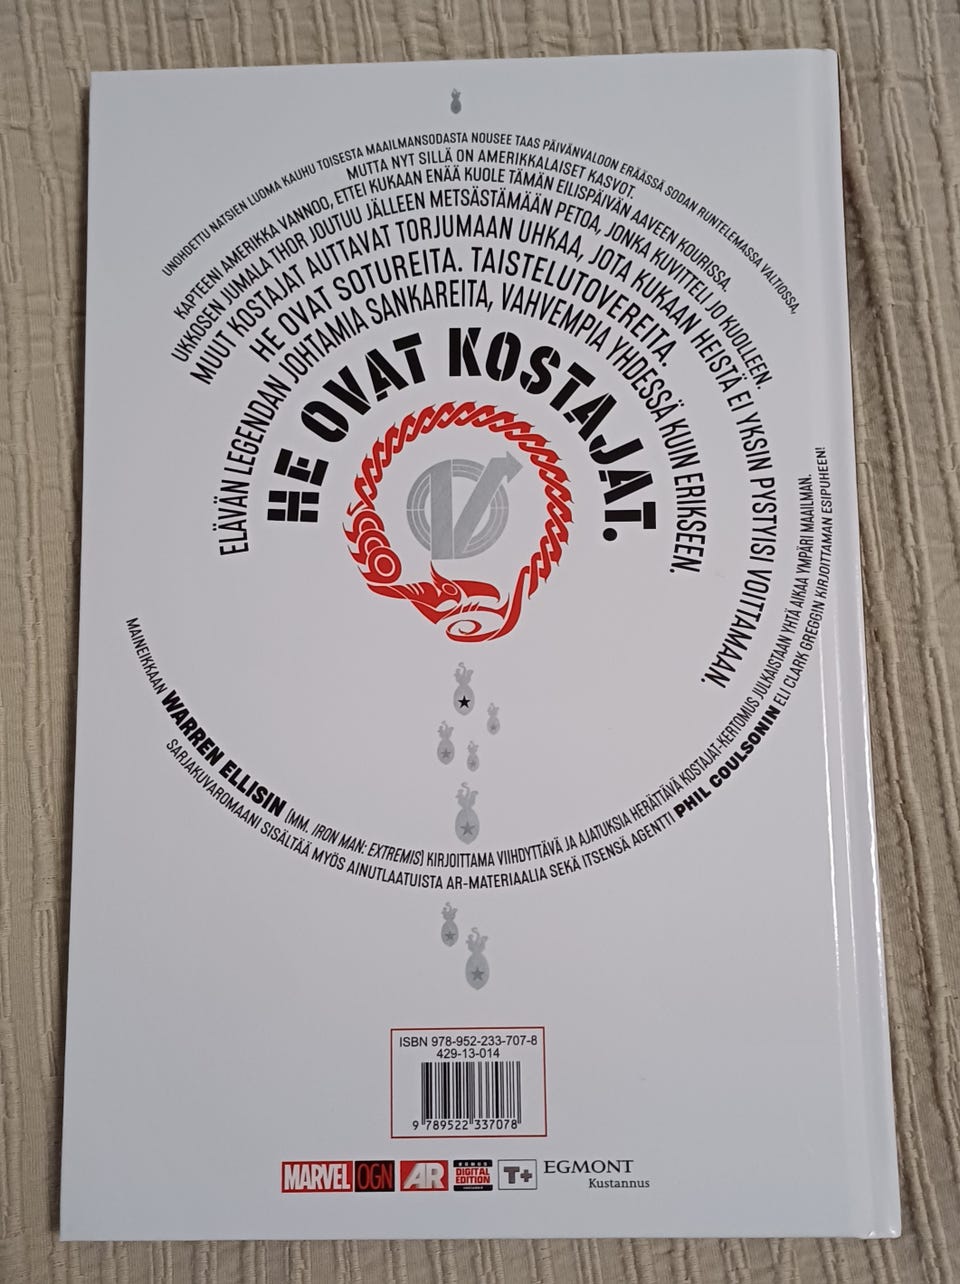 UNOHDETTU NATSIEN LUOMA KAUHU TOISESTA MAAILMANSODASTA NOUSEE TAAS PÄIVÄNVALOON ERÄÄSSÄ SODAN RUNTELEMASSA VALTIOSSA,
MUTTA NYT SILLÄ ON AMERIKKALAISET KASVOT.
KAPTEENI AMERIKKA VANNOO, ETTEI KUKAAN ENÄÄ KUOLE TÄMÄN EILISPÄIVÄN AAVEEN KOURISSA.
UKKOSEN JUMALA THOR JOUTUU JÄLLEEN METSÄSTÄMÄÄN PETOA, JONKA KUVITTELI JO KUOLLEEN.
MUUT KOSTAJAT AUTTAVAT TORJUMAAN UHKAA, JOTA KUKAAN HEISTÄ EI YKSIN PYSTYISI VOITTAMAAN.
HE OVAT SOTUREITA. TAISTELUTOVEREITA.
ELÄVÄN LEGENDAN JOHTAMIA SANKAREITA, VAHVEMPIA YHDESSÄ KUIN ERIKSEEN.
HE OVAT KOSTAJAT.
MAINEIKKAAN WARREN ELLISIN (MM. IRON MAN: EXTREMIS) KIRJOITTAMA VIIHDYTTÄVÄ JA AJATUKSIA HERÄTTÄVÄ KOSTAJAT-KERTOMUS JULKAISTAAN YHTÄ AIKAA YMPÄRI MAAILMAN.
SARJAKUVAROMAANI SISÄLTÄÄ MYÖS AINUTLAATUISTA AR-MATERIAALIA SEKÄ ITSENSÄ AGENTTI PHIL COULSONIN ELI CLARK GREGGIN KIRJOITTAMAN ESIPUHEEN!
ISBN 978-952-233-707-8
429-13-014
9 789522 337078
MARVEL OGN AR DIGITAL EDITION T+ EGMONT
Kustannus